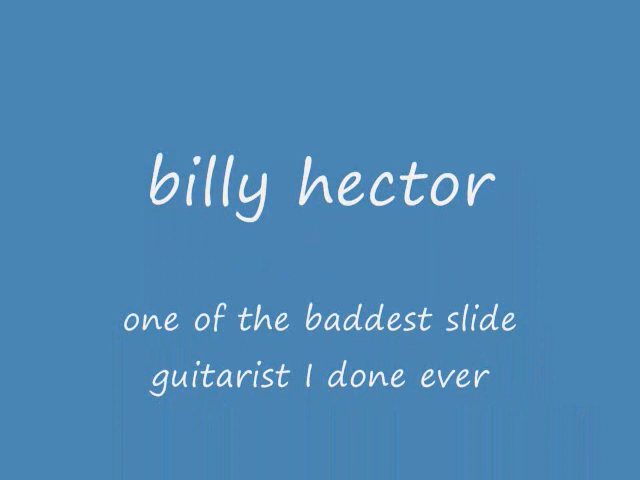 billy hector
one of the baddest slide
guitarist I done ever